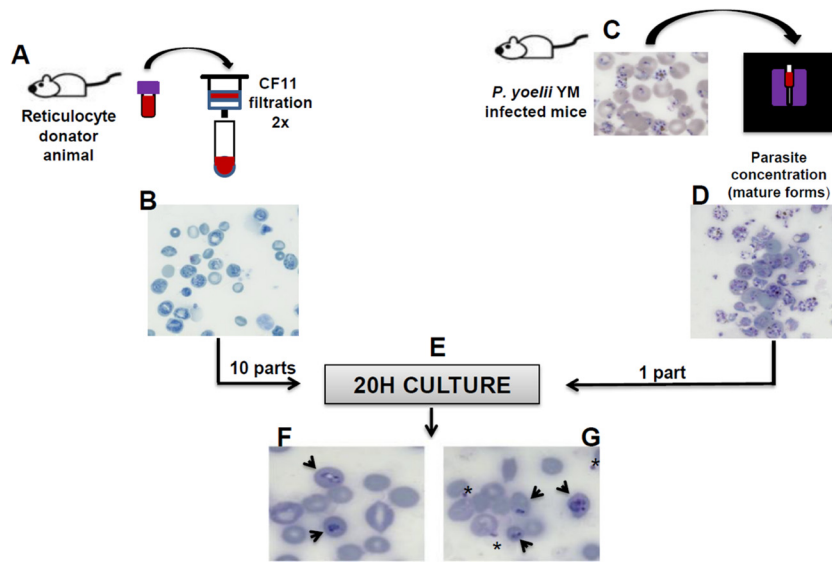 A
Reticulocyte
donator
animal
CF11
filtration
2x
C
P. yoelii YM
infected mice
Parasite
concentration
(mature forms)
B
D
10 parts
E
20H CULTURE
1 part
F
G
*
*
*